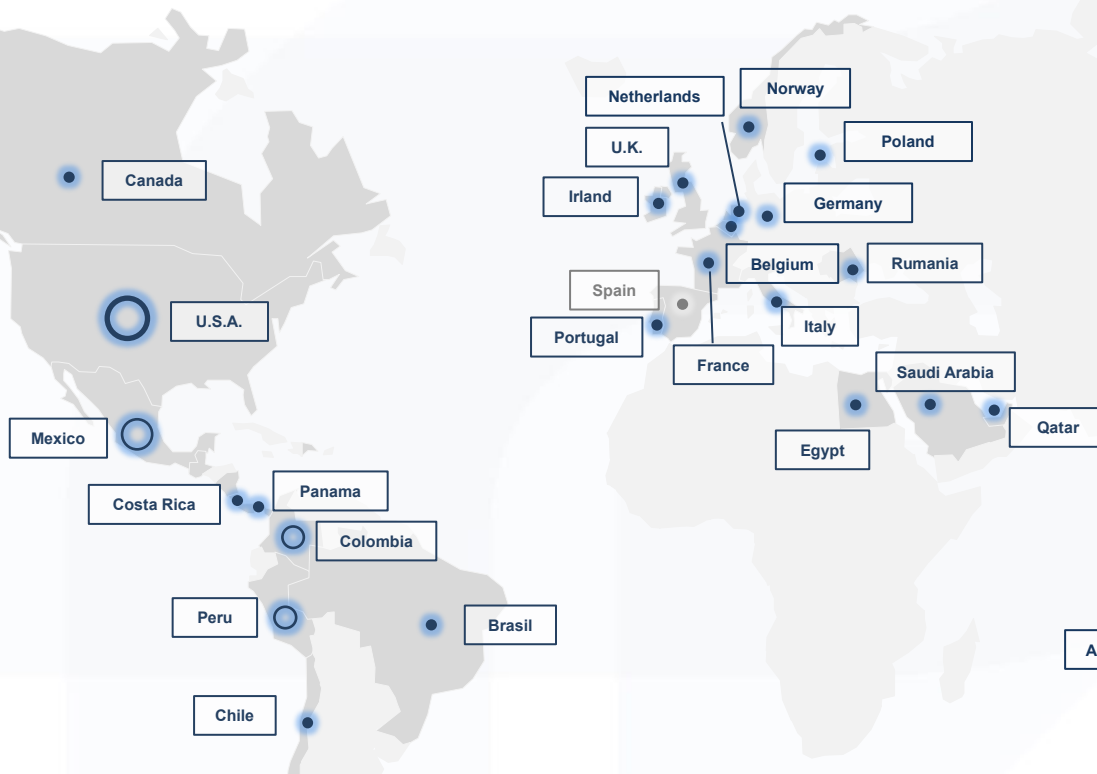 Norway
Netherlands
Poland
U.K.
Canada
Irland
Germany
Belgium
Rumania
Spain
U.S.A.
Italy
Portugal
France
Saudi Arabia
Mexico
Qatar
Egypt
Panama
Costa Rica
Colombia
Peru
Brasil
A
Chile